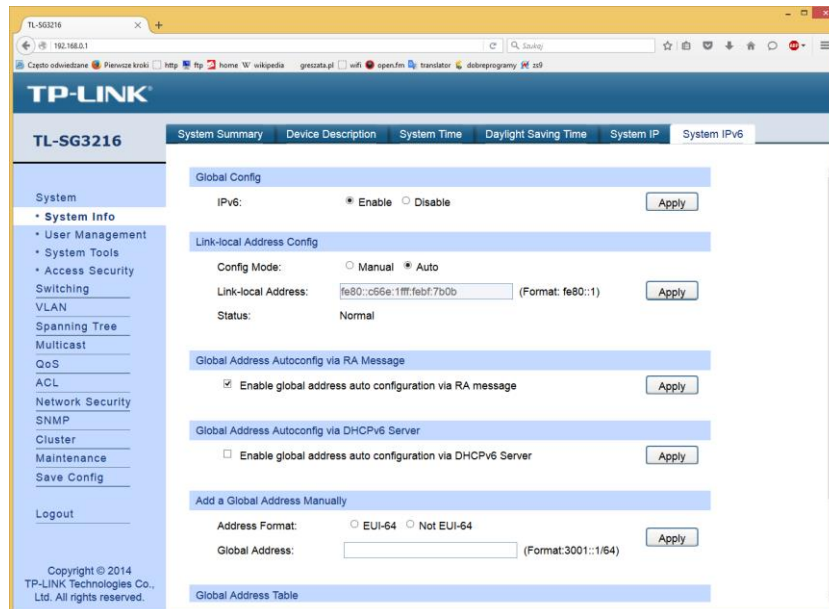 TL-SG3216
192.168.0.1
Szukaj
Często odwiedzane Pierwsze kroki http ftp home W wikipedia greszata.pl wifi open.fm translator dobreprogramy zs9
TP-LINK
TL-SG3216
System Summary Device Description System Time Daylight Saving Time System IP System IPv6
System
• System Info
• User Management
• System Tools
• Access Security
Switching
VLAN
Spanning Tree
Multicast
QoS
ACL
Network Security
SNMP
Cluster
Maintenance
Save Config
Logout
Copyright © 2014
TP-LINK Technologies Co.,
Ltd. All rights reserved.
Global Config
IPv6: Enable Disable Apply
Link-local Address Config
Config Mode: Manual Auto
Link-local Address: fe80::c66e:1fff:febf:7b0b (Format: fe80::1) Apply
Status: Normal
Global Address Autoconfig via RA Message
Enable global address auto configuration via RA message Apply
Global Address Autoconfig via DHCPv6 Server
Enable global address auto configuration via DHCPv6 Server Apply
Add a Global Address Manually
Address Format: EUI-64 Not EUI-64
Global Address: (Format:3001::1/64) Apply
Global Address Table